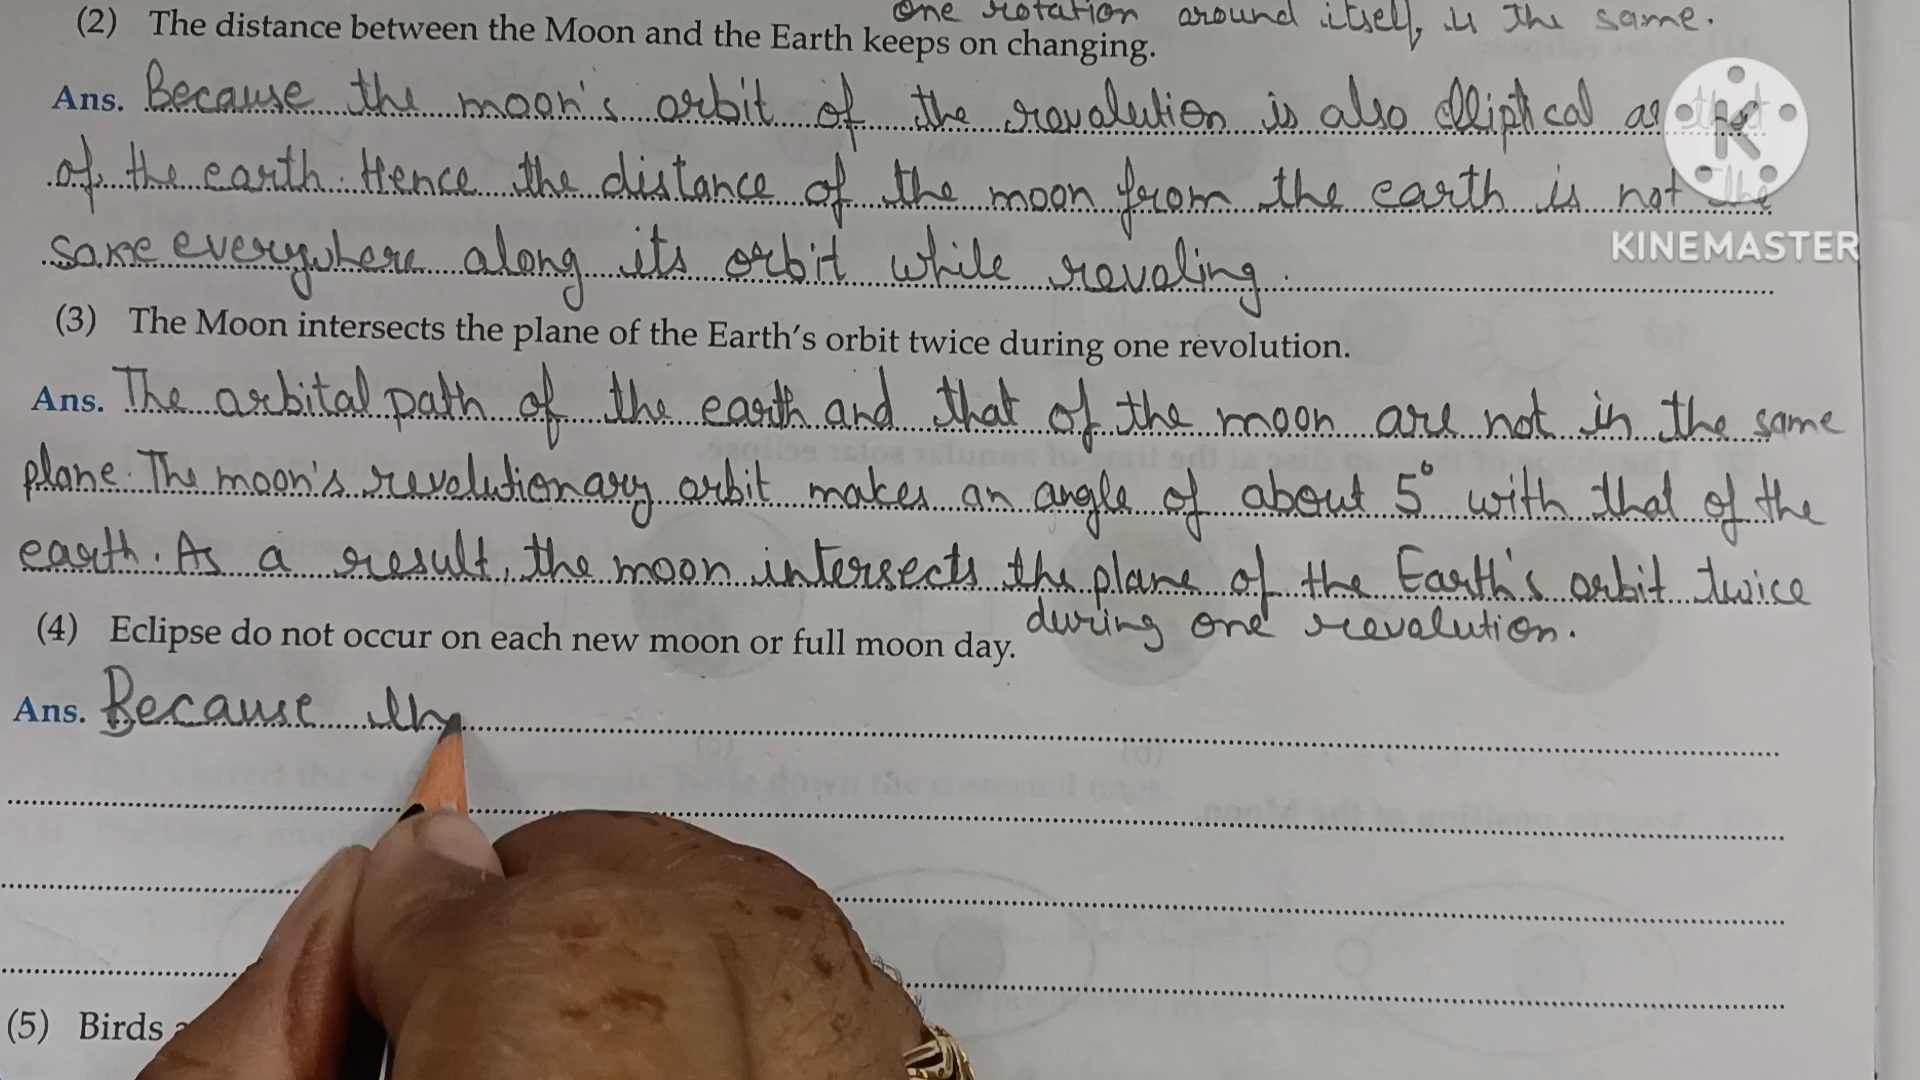 one rotation around itself, is the same.
(2) The distance between the Moon and the Earth keeps on changing.
Ans. Because the moon's orbit of the revalution is also elliptical as that
of the earth. Hence the distance of the moon from the earth is not the
KINEMASTER
same everywhere along its orbit while revaling.
(3) The Moon intersects the plane of the Earth's orbit twice during one revolution.
Ans. The orbital path of the earth and that of the moon are not in the same
plane. The moon's revolutionary orbit makes an angle of about 5° with that of the
earth. As a result, the moon intersects the plane of the Earth's orbit twice
during one revolution.
(4) Eclipse do not occur on each new moon or full moon day.
Ans. Because th
(5) Birds